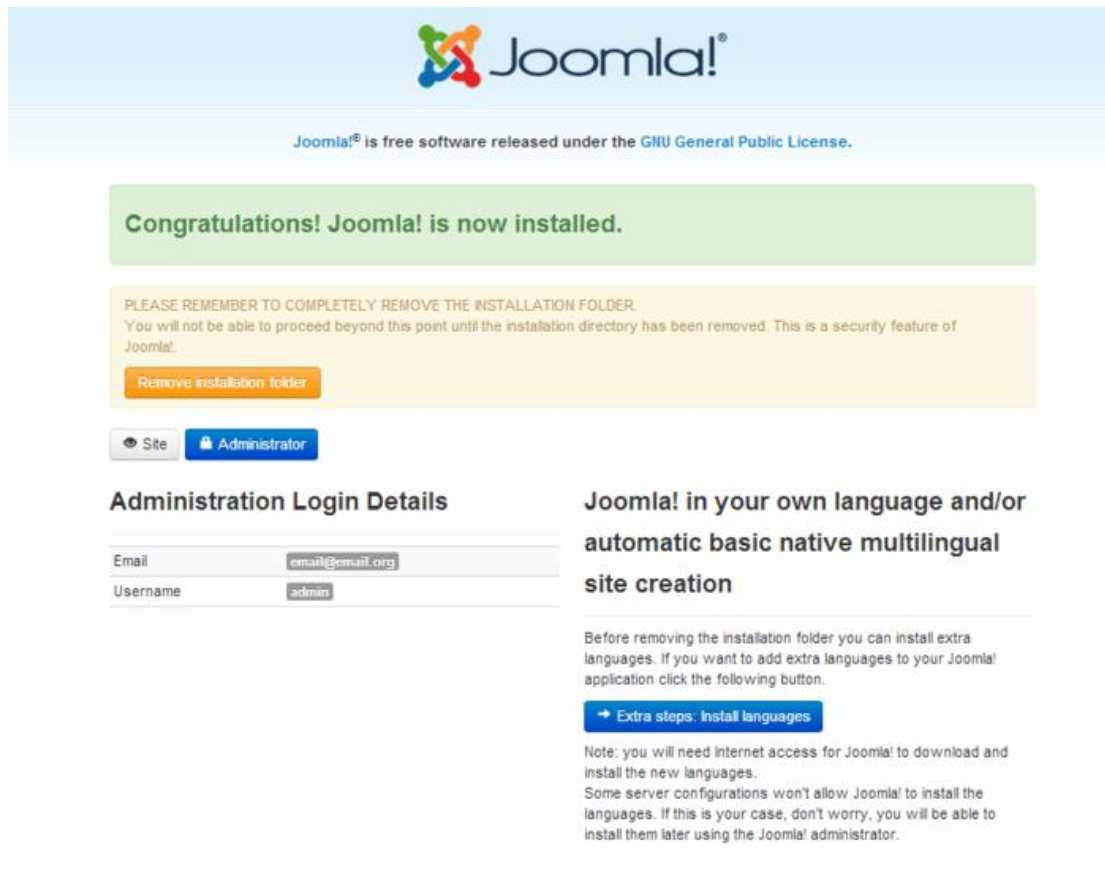 Joomla!®
Joomla!® is free software released under the GNU General Public License.
Congratulations! Joomla! is now installed.
PLEASE REMEMBER TO COMPLETELY REMOVE THE INSTALLATION FOLDER.
You will not be able to proceed beyond this point until the installation directory has been removed. This is a security feature of
Joomla!.
Remove installation folder
Site
Administrator
Administration Login Details
Email email@email.org
Username admin
Joomla! in your own language and/or
automatic basic native multilingual
site creation
Before removing the installation folder you can install extra
languages. If you want to add extra languages to your Joomla!
application click the following button.
Extra steps: Install languages
Note: you will need Internet access for Joomla! to download and
install the new languages.
Some server configurations won't allow Joomla! to install the
languages. If this is your case, don't worry, you will be able to
install them later using the Joomla! administrator.